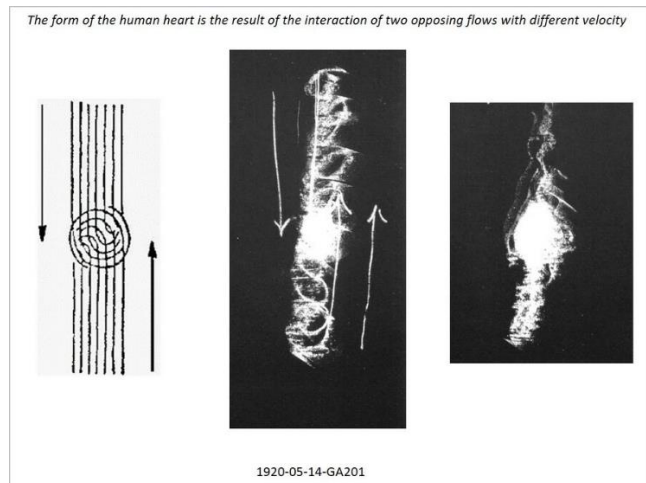 The form of the human heart is the result of the interaction of two opposing flows with different velocity
1920-05-14-GA201